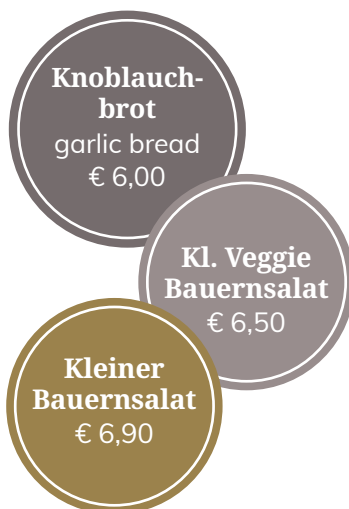 Knoblauch-
brot
garlic bread
€ 6,00
Kl. Veggie
Bauernsalat
€ 6,50
Kleiner
Bauernsalat
€ 6,90